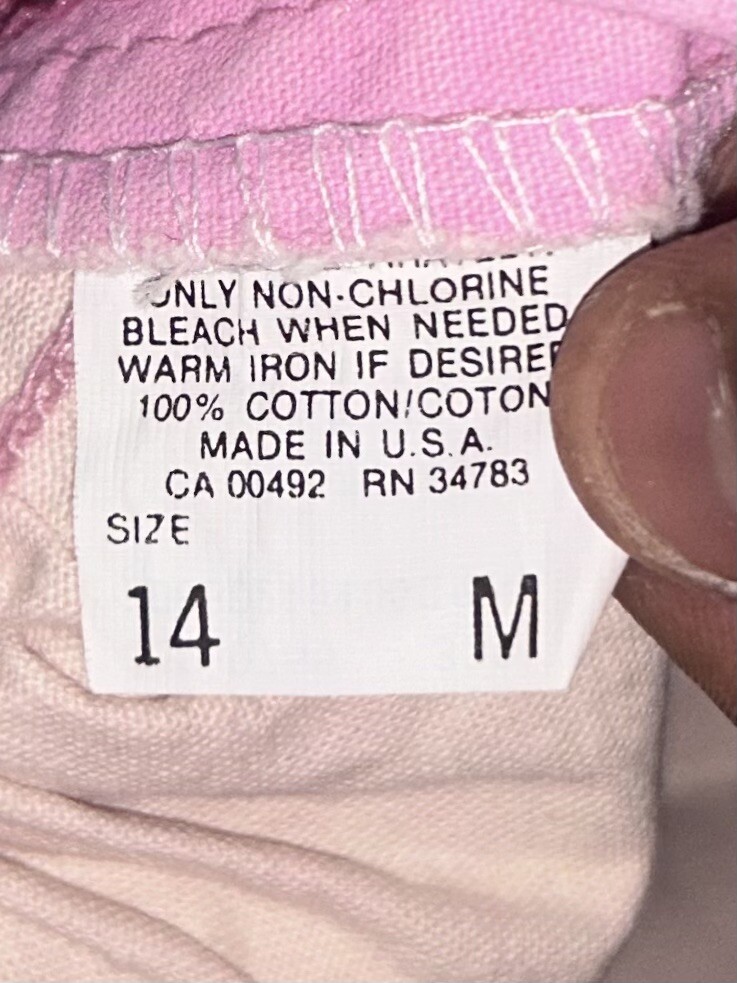 ONLY NON-CHLORINE
BLEACH WHEN NEEDED
WARM IRON IF DESIRED
100% COTTON/COTON
MADE IN U.S.A.
CA 00492 RN 34783
SIZE
14 M